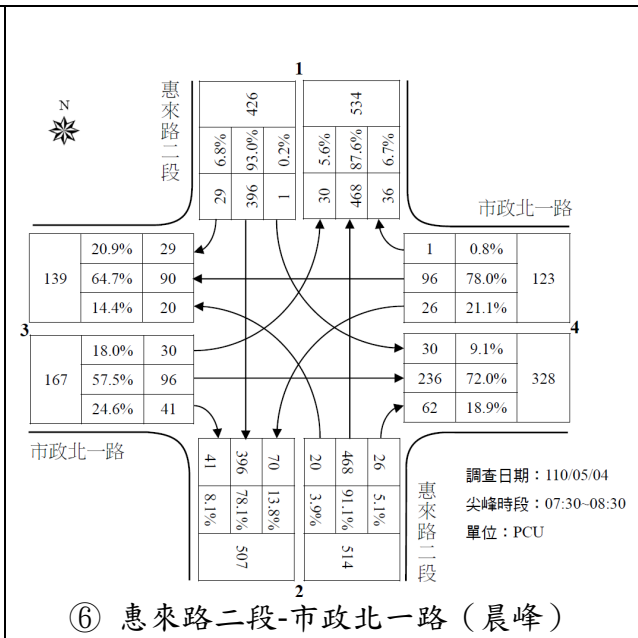 1
惠來路二段
N
426
534
6.8% 93.0% 0.2%
5.6% 87.6% 6.7%
29 396 1
30 468 36
市政北一路
139
20.9% 29
64.7% 90
14.4% 20
1 0.8%
96 78.0%
26 21.1%
123
3
4
167
18.0% 30
57.5% 96
24.6% 41
30 9.1%
236 72.0%
62 18.9%
328
市政北一路
41 396 70
20 468 26
8.1% 78.1% 13.8%
3.9% 91.1% 5.1%
507
514
惠來路二段
調查日期：110/05/04
尖峰時段：07:30~08:30
單位：PCU
2
⑥ 惠來路二段-市政北一路（晨峰）